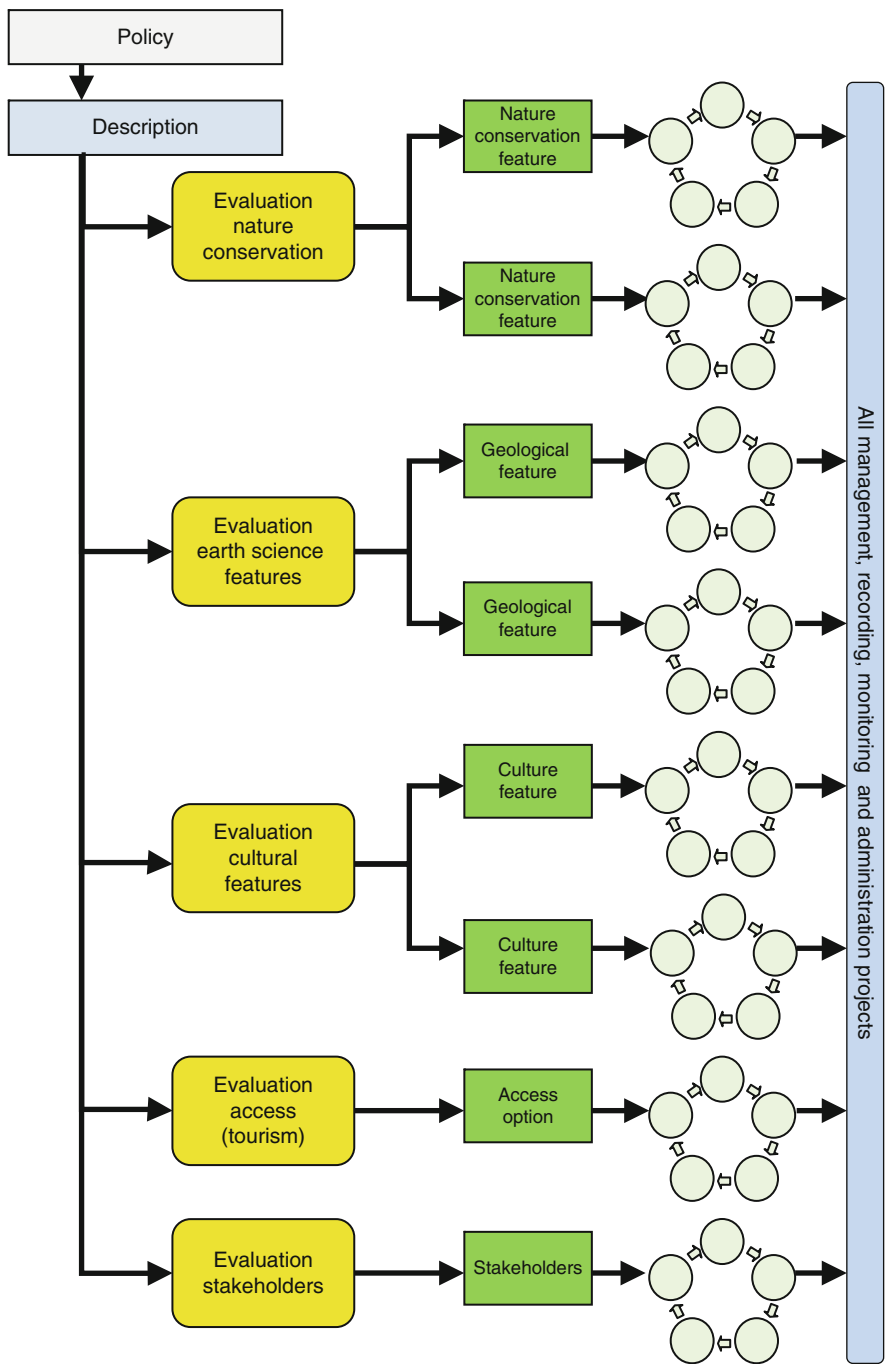 Policy
Description
Evaluation
nature
conservation
Nature
conservation
feature
Nature
conservation
feature
Evaluation
earth science
features
Geological
feature
Geological
feature
Evaluation
cultural
features
Culture
feature
Culture
feature
Evaluation
access
(tourism)
Access
option
Evaluation
stakeholders
Stakeholders
All management, recording, monitoring and administration projects